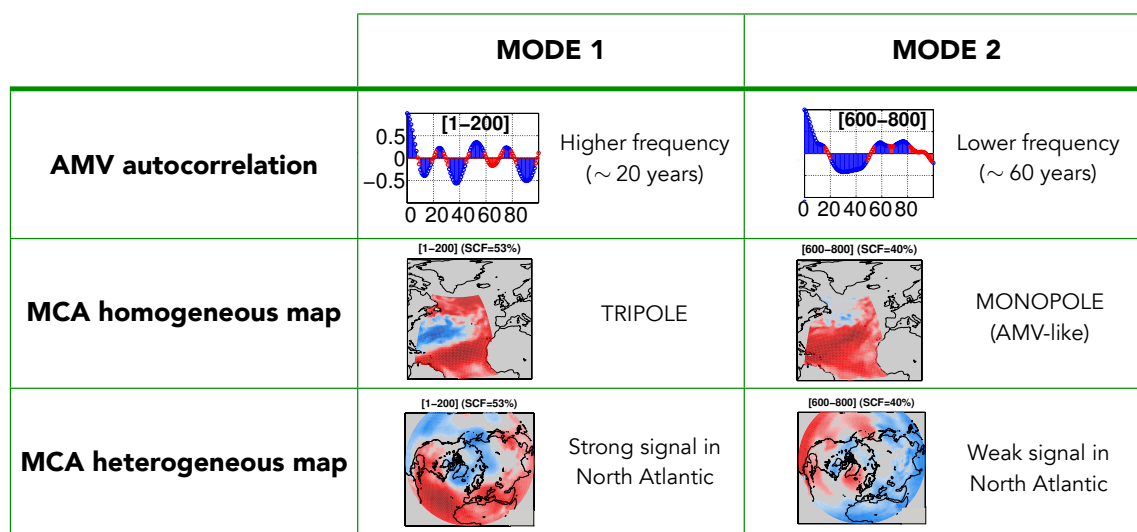 MODE 1
MODE 2
AMV autocorrelation
[1–200]
0.5
0
−0.5
0 20 40 60 80
Higher frequency
(∼ 20 years)
[600–800]
0 20 40 60 80
Lower frequency
(∼ 60 years)
MCA homogeneous map
[1–200] (SCF=53%)
TRIPOLE
[600–800] (SCF=40%)
MONOPOLE
(AMV-like)
MCA heterogeneous map
[1–200] (SCF=53%)
Strong signal in
North Atlantic
[600–800] (SCF=40%)
Weak signal in
North Atlantic